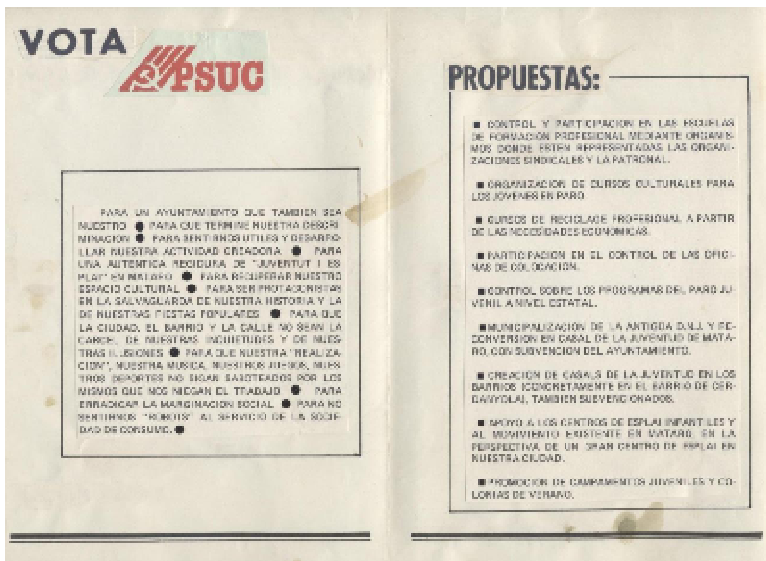 VOTA
PSUC
PARA UN AYUNTAMIENTO QUE TAMBIEN SEA
NUESTRO ● PARA QUE TERMINE NUESTRA DESCRI
MINACION ● PARA SENTIRNOS UTILES Y DESARRO-
LLAR NUESTRA ACTIVIDAD CREADORA ● PARA
UNA AUTENTICA REGIDURA DE "JUVENTUT I ES
PLAI" EN MATARO ● PARA RECUPERAR NUESTRO
ESPACIO CULTURAL ● PARA SER PROTAGONISTAS
EN LA SALVAGUARDA DE NUESTRA HISTORIA Y LA
DE NUESTRAS FIESTAS POPULARES ● PARA QUE
LA CIUDAD, EL BARRIO Y LA CALLE NO SEAN LA
CARCEL DE NUESTRAS INQUIETUDES Y DE NUES-
TRAS ILUSIONES ● PARA QUE NUESTRA "REALIZA-
CION", NUESTRA MUSICA, NUESTROS JUEGOS, NUES
TROS DEPORTES NO SIGAN SABOTEADOS POR LOS
MISMOS QUE NOS NIEGAN EL TRABAJO ● PARA
ERRADICAR LA MARGINACION SOCIAL ● PARA NO
SENTIRNOS "ROBOTS" AL SERVICIO DE LA SOCIE-
DAD DE CONSUMO. ●
PROPUESTAS:
■ CONTROL Y PARTICIPACION EN LAS ESCUELAS
DE FORMACION PROFESIONAL MEDIANTE ORGANIS-
MOS DONDE ESTEN REPRESENTADAS LAS ORGANI-
ZACIONES SINDICALES Y LA PATRONAL.
■ ORGANIZACION DE CURSOS CULTURALES PARA
LOS JOVENES EN PARO
■ CURSOS DE RECICLAGE PROFESIONAL A PARTIR
DE LAS NECESIDADES ECONOMICAS.
■ PARTICIPACION EN EL CONTROL DE LAS OFICI-
NAS DE COLOCACION.
■ CONTROL SOBRE LOS PROGRAMAS DEL PARO JU-
VENIL A NIVEL ESTATAL.
■ MUNICIPALIZACION DE LA ANTIGUA O.N.J. Y RE-
CONVERSION EN CASAL DE LA JUVENTUD DE MATA-
RO, CON SUBVENCION DEL AYUNTAMIENTO.
■ CREACION DE CASALS DE LA JUVENTUD EN LOS
BARRIOS (CONCRETAMENTE EN EL BARRIO DE CER-
DANYOLA), TAMBIEN SUBVENCIONADOS.
■ APOYO A LOS CENTROS DE ESPLAI INFANTILES Y
AL MOVIMIENTO EXISTENTE EN MATARO, EN LA
PERSPECTIVA DE UN GRAN CENTRO DE ESPLAI EN
NUESTRA CIUDAD.
■ PROMOCION DE CAMPAMENTOS JUVENILES Y CO-
LONIAS DE VERANO.